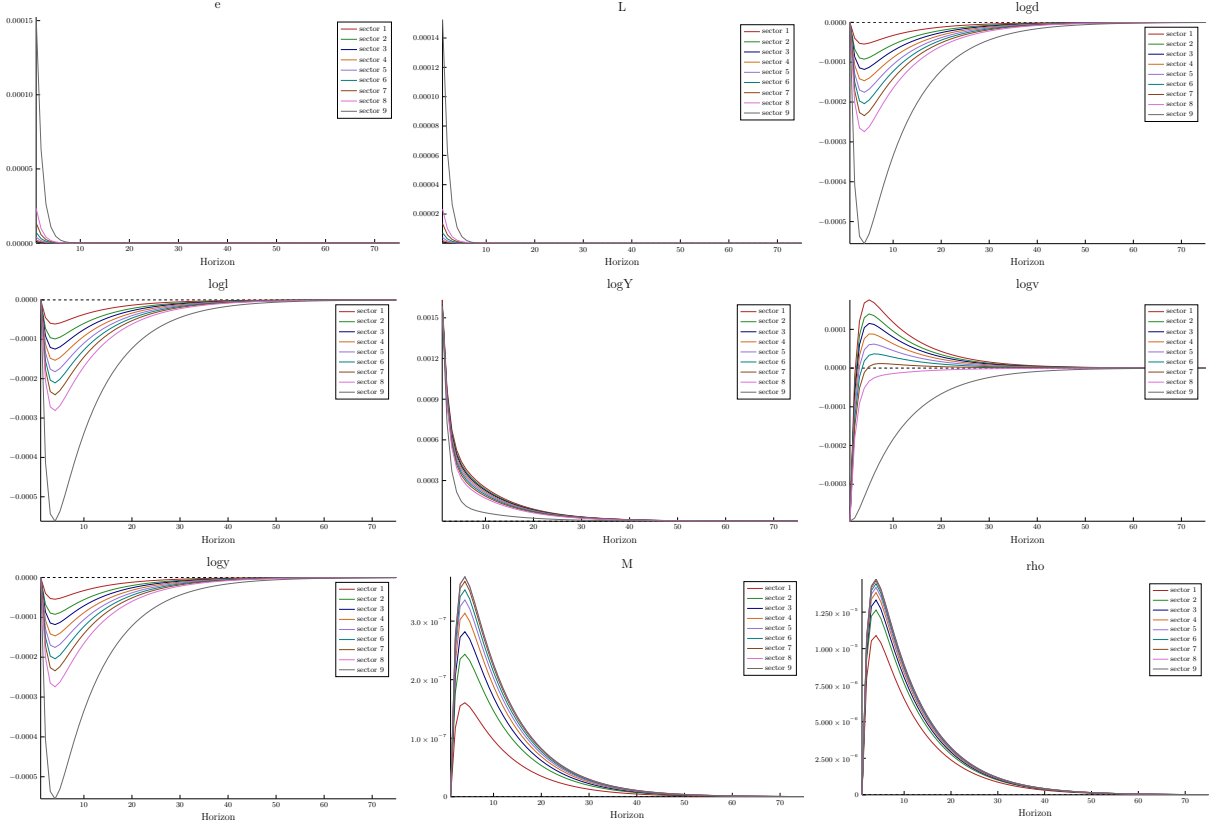 e
0.00015
0.00010
0.00005
0.00000
10 20 30 40 50 60 70
Horizon
sector 1
sector 2
sector 3
sector 4
sector 5
sector 6
sector 7
sector 8
sector 9
L
0.00014
0.00012
0.00010
0.00008
0.00006
0.00004
0.00002
10 20 30 40 50 60 70
Horizon
sector 1
sector 2
sector 3
sector 4
sector 5
sector 6
sector 7
sector 8
sector 9
logd
0.0000
−0.0001
−0.0002
−0.0003
−0.0004
−0.0005
10 20 30 40 50 60 70
Horizon
sector 1
sector 2
sector 3
sector 4
sector 5
sector 6
sector 7
sector 8
sector 9
logl
0.0000
−0.0001
−0.0002
−0.0003
−0.0004
−0.0005
10 20 30 40 50 60 70
Horizon
sector 1
sector 2
sector 3
sector 4
sector 5
sector 6
sector 7
sector 8
sector 9
logY
0.0015
0.0012
0.0009
0.0006
0.0003
10 20 30 40 50 60 70
Horizon
sector 1
sector 2
sector 3
sector 4
sector 5
sector 6
sector 7
sector 8
sector 9
logv
0.0001
0.0000
−0.0001
−0.0002
−0.0003
10 20 30 40 50 60 70
Horizon
sector 1
sector 2
sector 3
sector 4
sector 5
sector 6
sector 7
sector 8
sector 9
logy
0.0000
−0.0001
−0.0002
−0.0003
−0.0004
−0.0005
10 20 30 40 50 60 70
Horizon
sector 1
sector 2
sector 3
sector 4
sector 5
sector 6
sector 7
sector 8
sector 9
M
3.0×10⁻⁷
2.0×10⁻⁷
1.0×10⁻⁷
0
10 20 30 40 50 60 70
Horizon
sector 1
sector 2
sector 3
sector 4
sector 5
sector 6
sector 7
sector 8
sector 9
rho
1.250×10⁻⁵
1.000×10⁻⁵
7.500×10⁻⁶
5.000×10⁻⁶
2.500×10⁻⁶
0
10 20 30 40 50 60 70
Horizon
sector 1
sector 2
sector 3
sector 4
sector 5
sector 6
sector 7
sector 8
sector 9